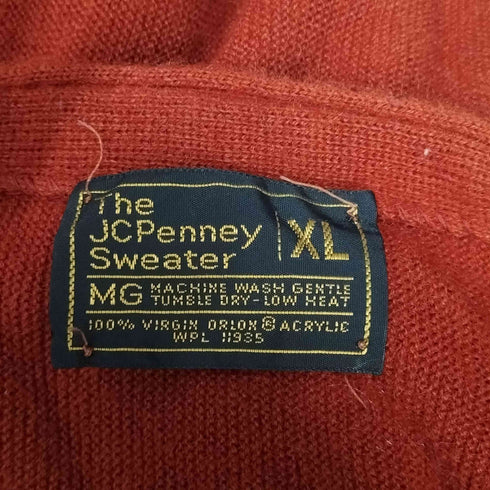 The
JCPenney
Sweater
XL
MG MACHINE WASH GENTLE
TUMBLE DRY-LOW HEAT
100% VIRGIN ORLON® ACRYLIC
WPL 11935